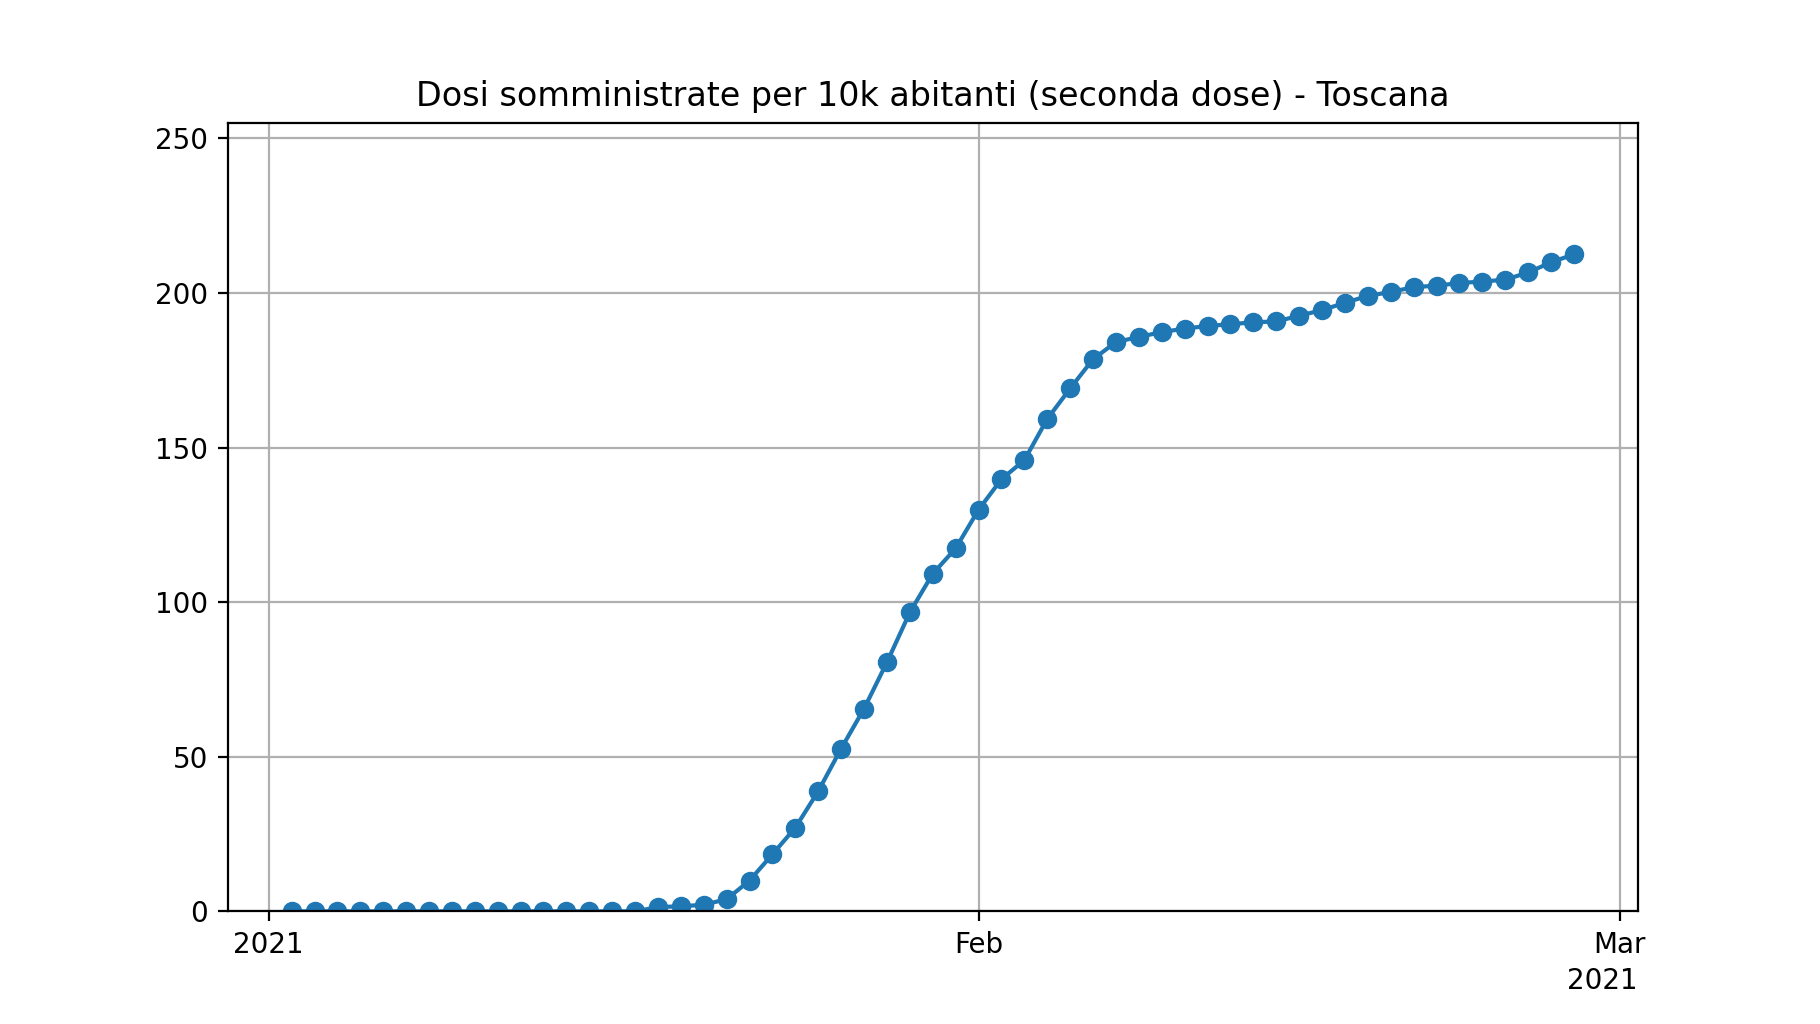 Dosi somministrate per 10k abitanti (seconda dose) - Toscana
250
200
150
100
50
0
2021
Feb
Mar
2021